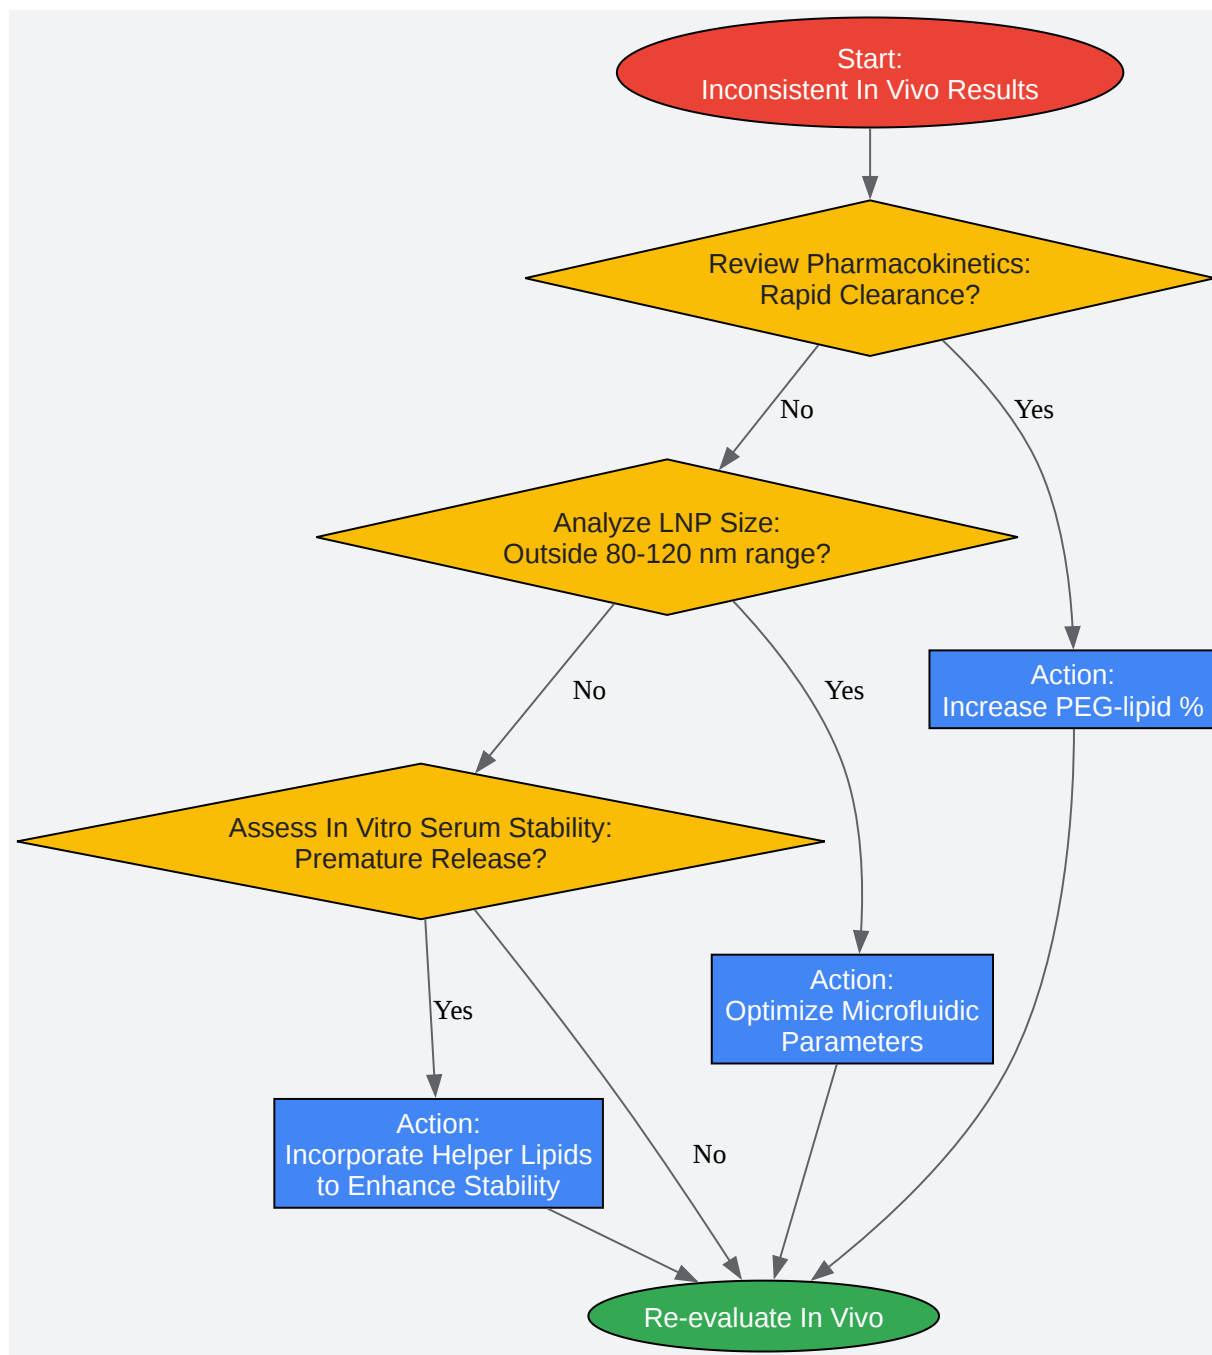 Start:
Inconsistent In Vivo Results
Review Pharmacokinetics:
Rapid Clearance?
No
Yes
Analyze LNP Size:
Outside 80-120 nm range?
No
Yes
Action:
Increase PEG-lipid %
Assess In Vitro Serum Stability:
Premature Release?
Yes
No
Action:
Optimize Microfluidic
Parameters
Action:
Incorporate Helper Lipids
to Enhance Stability
Re-evaluate In Vivo